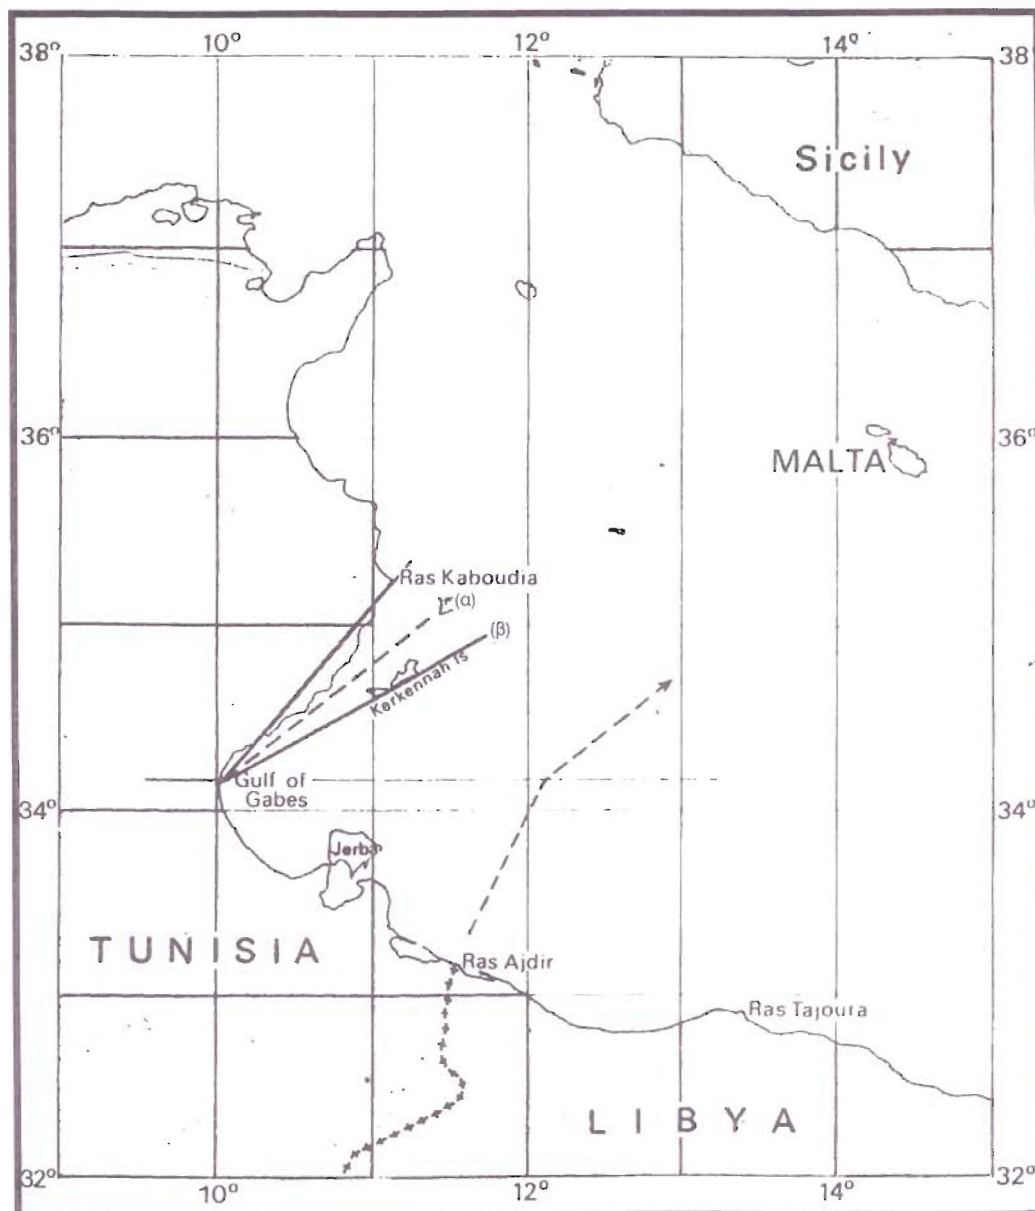 10° 12° 14°
38° 38°
Sicily
36° 36°
MALTA
Ras Kaboudia
(α)
(β)
Kerkennah Is
Gulf of
Gabes
34° 34°
Jerba
TUNISIA
Ras Ajdir
Ras Tajoura
LIBYA
32° 32°
10° 12° 14°